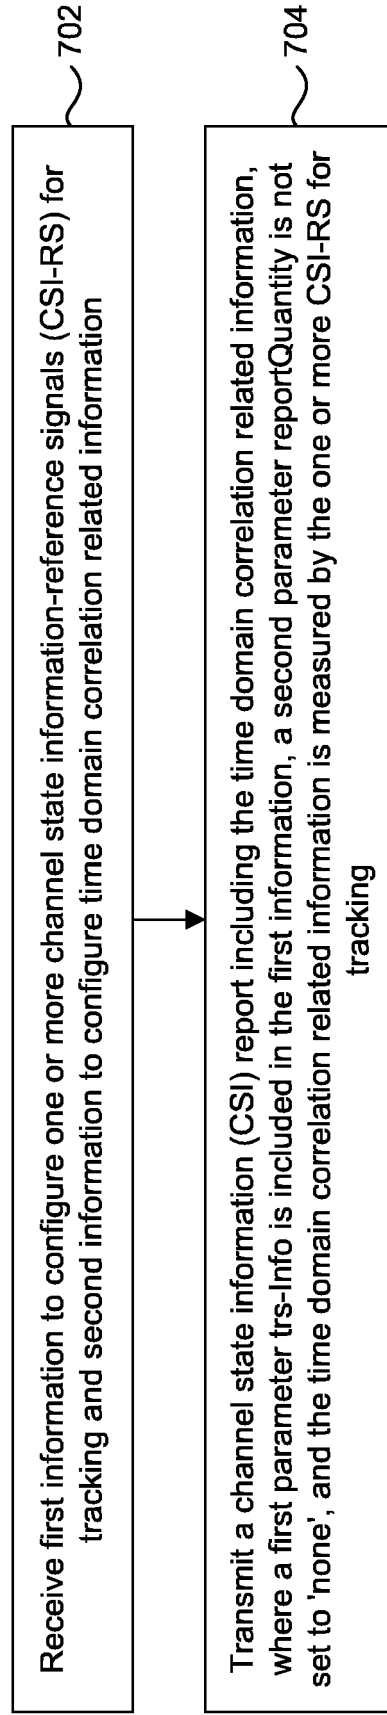 702
Receive first information to configure one or more channel state information-reference signals (CSI-RS) for
tracking and second information to configure time domain correlation related information
704
Transmit a channel state information (CSI) report including the time domain correlation related information,
where a first parameter trs-Info is included in the first information, a second parameter reportQuantity is not
set to 'none', and the time domain correlation related information is measured by the one or more CSI-RS for
tracking